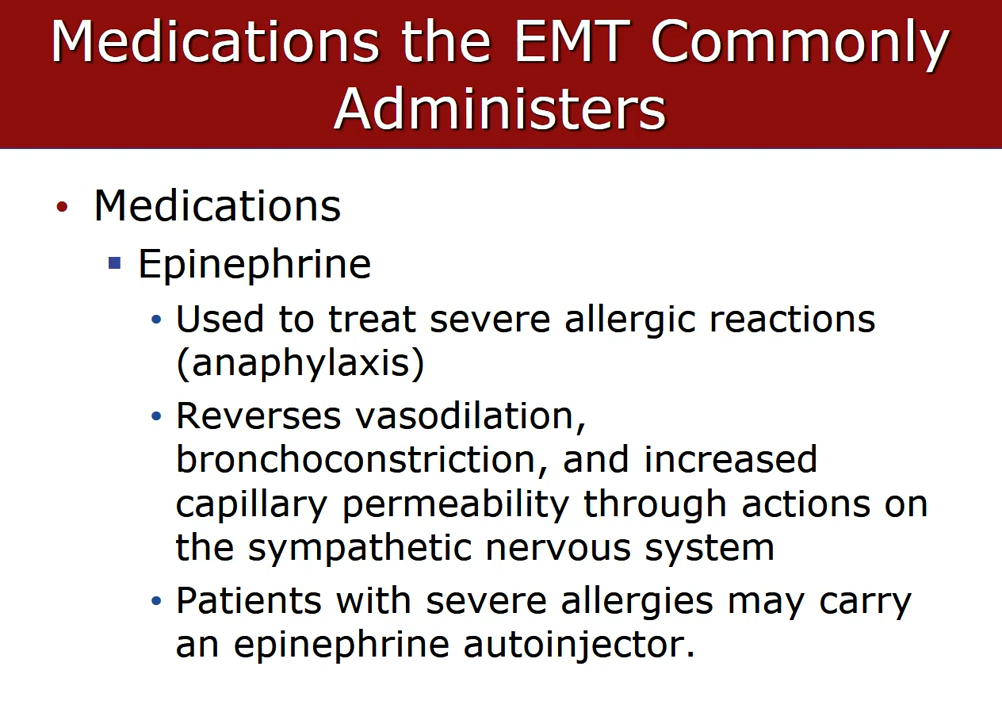 Medications the EMT Commonly
Administers
• Medications
▪ Epinephrine
• Used to treat severe allergic reactions
(anaphylaxis)
• Reverses vasodilation,
bronchoconstriction, and increased
capillary permeability through actions on
the sympathetic nervous system
• Patients with severe allergies may carry
an epinephrine autoinjector.